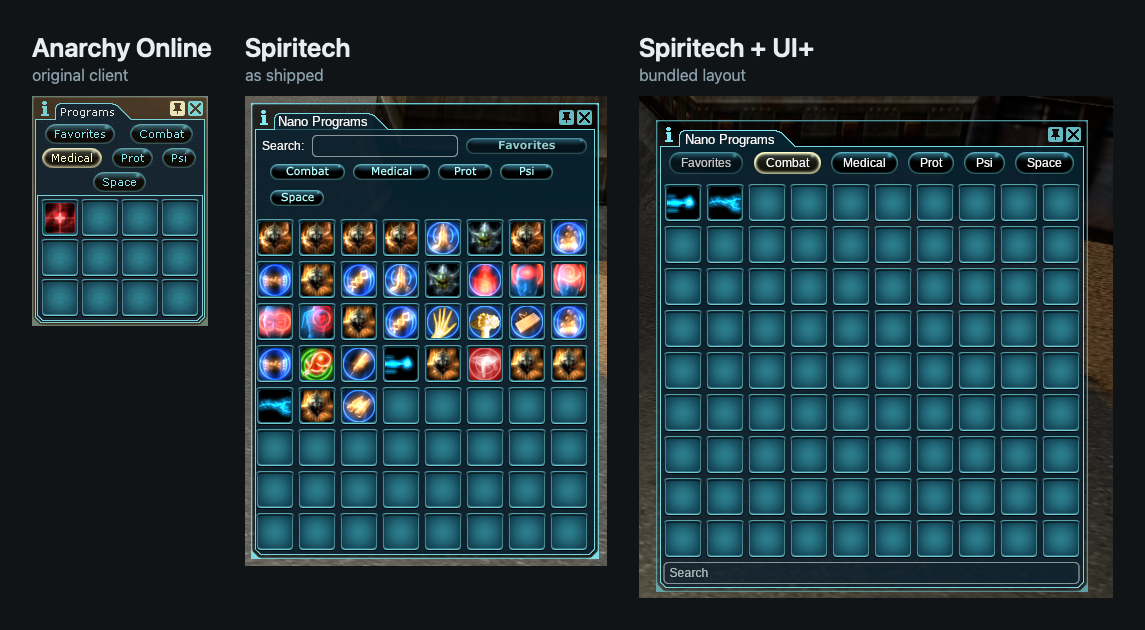 Anarchy Online
original client
Programs
Favorites
Combat
Medical
Prot
Psi
Space
Spiritech
as shipped
Nano Programs
Search:
Favorites
Combat
Medical
Prot
Psi
Space
Spiritech + UI+
bundled layout
Nano Programs
Favorites
Combat
Medical
Prot
Psi
Space
Search